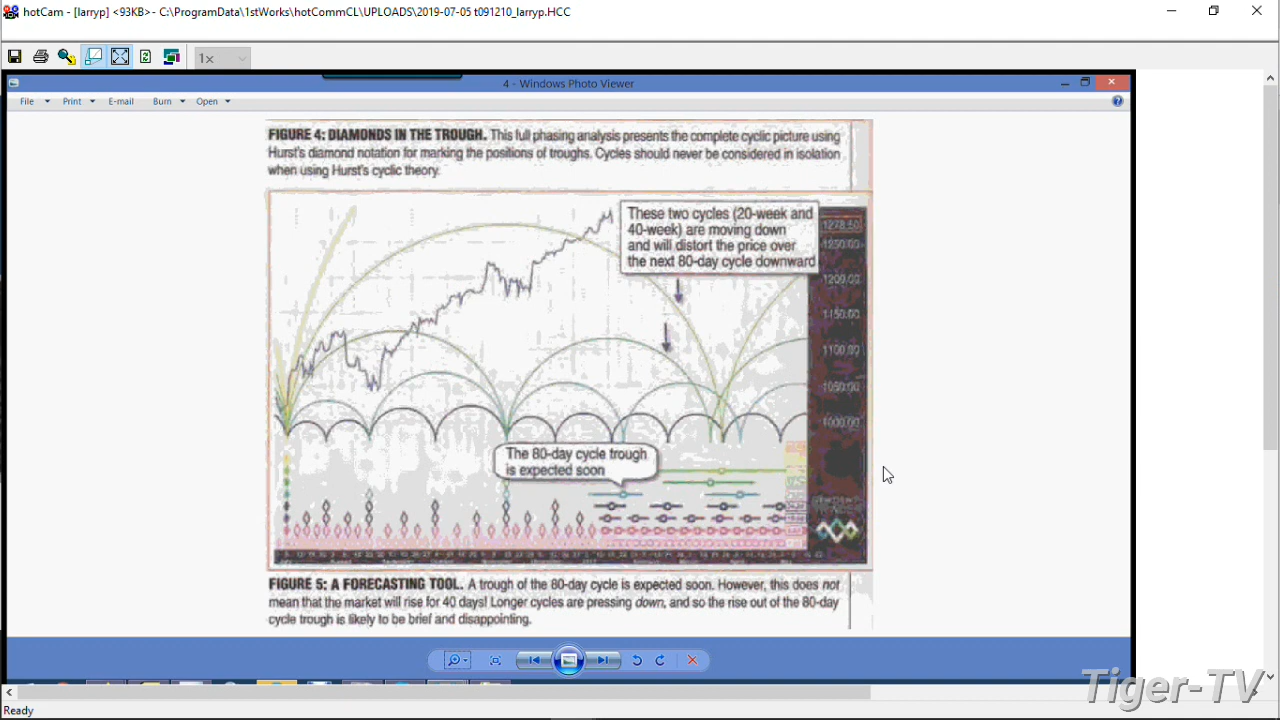 hotCam - [larryp] <93KB>- C:\ProgramData\1stWorks\hotCommCL\UPLOADS\2019-07-05 t091210_larryp.HCC
1x
4 - Windows Photo Viewer
File Print E-mail Burn Open
FIGURE 4: DIAMONDS IN THE TROUGH. This full phasing analysis presents the complete cyclic picture using
Hurst's diamond notation for marking the positions of troughs. Cycles should never be considered in isolation
when using Hurst's cyclic theory.
These two cycles (20-week and
40-week) are moving down
and will distort the price over
the next 80-day cycle downward
1278.50
1250.00
1200.00
1150.00
1100.00
1050.00
1000.00
The 80-day cycle trough
is expected soon
FIGURE 5: A FORECASTING TOOL. A trough of the 80-day cycle is expected soon. However, this does not
mean that the market will rise for 40 days! Longer cycles are pressing down, and so the rise out of the 80-day
cycle trough is likely to be brief and disappointing.
Tiger-TV
Ready